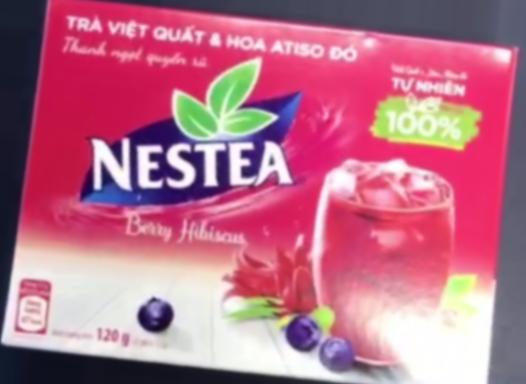 TRÀ VIỆT QUẤT & HOA ATISO ĐỎ
Thanh ngọt quyến rũ
TỰ NHIÊN
100%
NESTEA
Berry Hibiscus
120 g